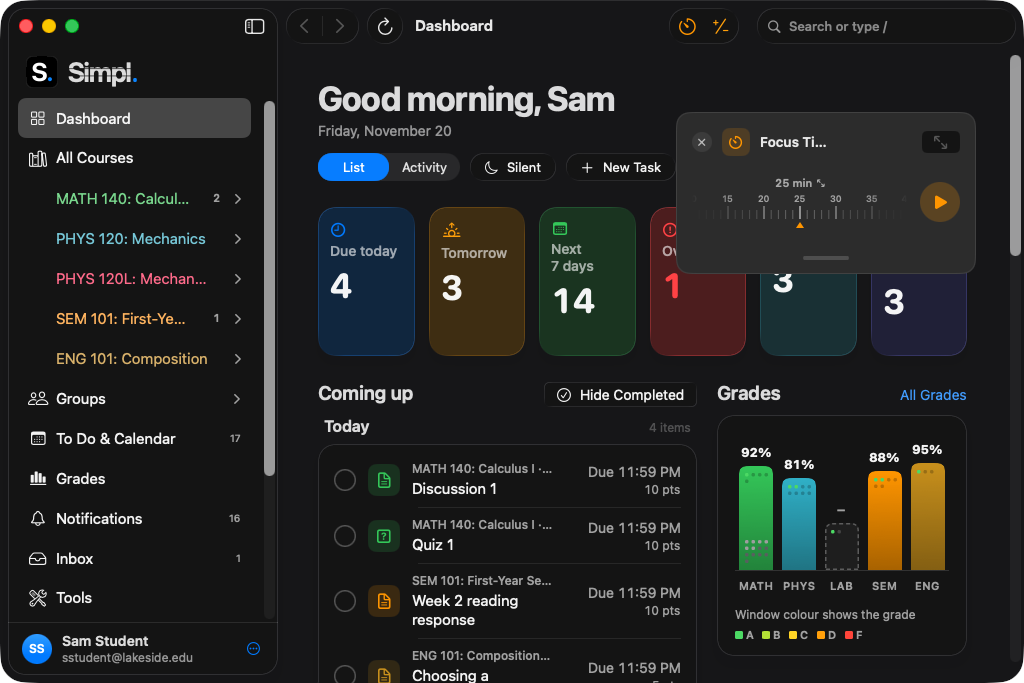 Dashboard
Search or type /
S. Simpl.
Dashboard
All Courses
MATH 140: Calcul... 2
PHYS 120: Mechanics
PHYS 120L: Mechan...
SEM 101: First-Ye... 1
ENG 101: Composition
Groups
To Do & Calendar 17
Grades
Notifications 16
Inbox 1
Tools
SS
Sam Student
sstudent@lakeside.edu
Good morning, Sam
Friday, November 20
List Activity Silent + New Task
Focus Ti...
25 min
15 20 25 30 35
Due today
4
Tomorrow
3
Next
7 days
14
1
3
3
Coming up
Hide Completed
Today
4 items
MATH 140: Calculus I ·...
Discussion 1
Due 11:59 PM
10 pts
MATH 140: Calculus I ·...
Quiz 1
Due 11:59 PM
10 pts
SEM 101: First-Year Se...
Week 2 reading
response
Due 11:59 PM
10 pts
ENG 101: Composition...
Choosing a
Due 11:59 PM
Grades
All Grades
92% 81% – 88% 95%
MATH PHYS LAB SEM ENG
Window colour shows the grade
A B C D F